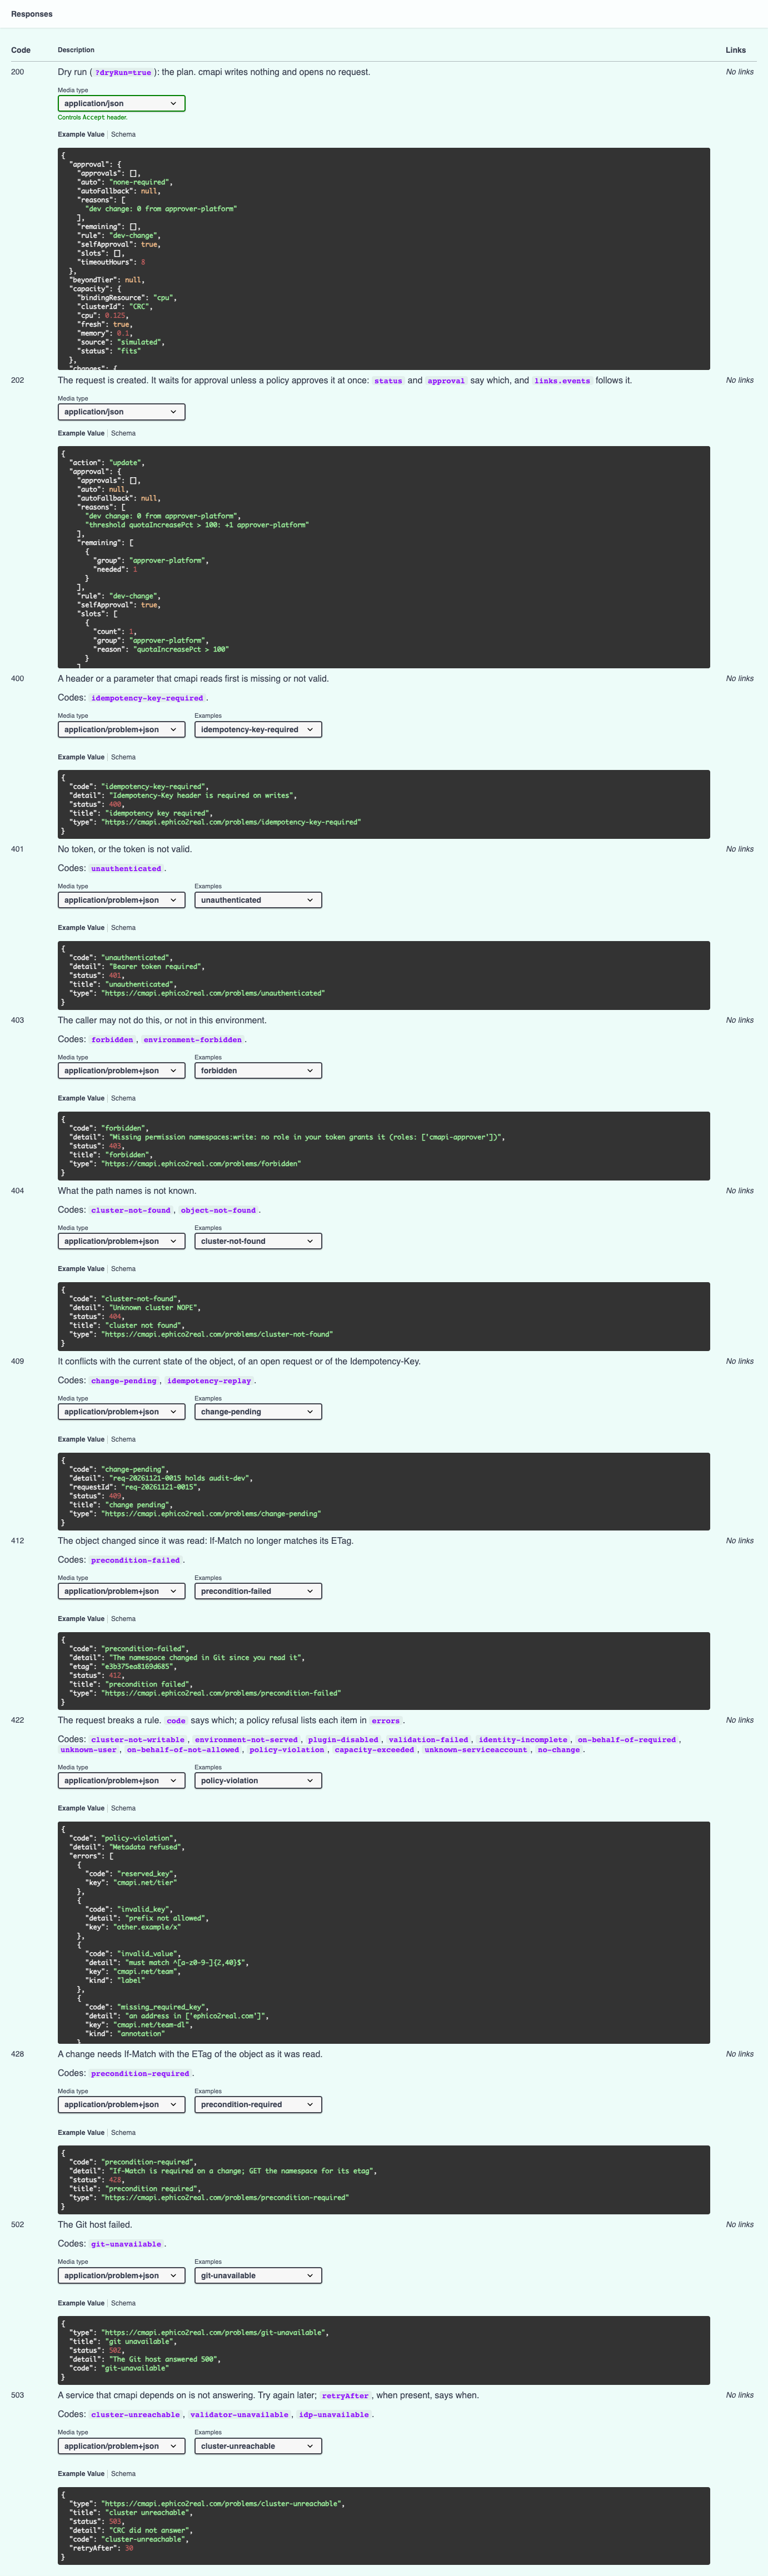 Responses
Code Description Links
200 Dry run ( ?dryRun=true ): the plan. cmapi writes nothing and opens no request. No links
Media type
application/json
Controls Accept header.
Example Value | Schema
{
  "approval": {
    "approvals": [],
    "auto": "none-required",
    "autoFallback": null,
    "reasons": [
      "dev change: 0 from approver-platform"
    ],
    "remaining": [],
    "rule": "dev-change",
    "selfApproval": true,
    "slots": [],
    "timeoutHours": 8
  },
  "beyondTier": null,
  "capacity": {
    "bindingResource": "cpu",
    "clusterId": "CRC",
    "cpu": 0.125,
    "fresh": true,
    "memory": 0.1,
    "source": "simulated",
    "status": "fits"
  },
  "changes": {
202 The request is created. It waits for approval unless a policy approves it at once: status and approval say which, and links.events follows it. No links
Media type
application/json
Example Value | Schema
{
  "action": "update",
  "approval": {
    "approvals": [],
    "auto": null,
    "autoFallback": null,
    "reasons": [
      "dev change: 0 from approver-platform",
      "threshold quotaIncreasePct > 100: +1 approver-platform"
    ],
    "remaining": [
      {
        "group": "approver-platform",
        "needed": 1
      }
    ],
    "rule": "dev-change",
    "selfApproval": true,
    "slots": [
      {
        "count": 1,
        "group": "approver-platform",
        "reason": "quotaIncreasePct > 100"
      }
    ]
400 A header or a parameter that cmapi reads first is missing or not valid. No links
Codes: idempotency-key-required .
Media type Examples
application/problem+json idempotency-key-required
Example Value | Schema
{
  "code": "idempotency-key-required",
  "detail": "Idempotency-Key header is required on writes",
  "status": 400,
  "title": "idempotency key required",
  "type": "https://cmapi.ephico2real.com/problems/idempotency-key-required"
}
401 No token, or the token is not valid. No links
Codes: unauthenticated .
Media type Examples
application/problem+json unauthenticated
Example Value | Schema
{
  "code": "unauthenticated",
  "detail": "Bearer token required",
  "status": 401,
  "title": "unauthenticated",
  "type": "https://cmapi.ephico2real.com/problems/unauthenticated"
}
403 The caller may not do this, or not in this environment. No links
Codes: forbidden , environment-forbidden .
Media type Examples
application/problem+json forbidden
Example Value | Schema
{
  "code": "forbidden",
  "detail": "Missing permission namespaces:write: no role in your token grants it (roles: ['cmapi-approver'])",
  "status": 403,
  "title": "forbidden",
  "type": "https://cmapi.ephico2real.com/problems/forbidden"
}
404 What the path names is not known. No links
Codes: cluster-not-found , object-not-found .
Media type Examples
application/problem+json cluster-not-found
Example Value | Schema
{
  "code": "cluster-not-found",
  "detail": "Unknown cluster NOPE",
  "status": 404,
  "title": "cluster not found",
  "type": "https://cmapi.ephico2real.com/problems/cluster-not-found"
}
409 It conflicts with the current state of the object, of an open request or of the Idempotency-Key. No links
Codes: change-pending , idempotency-replay .
Media type Examples
application/problem+json change-pending
Example Value | Schema
{
  "code": "change-pending",
  "detail": "req-20261121-0015 holds audit-dev",
  "requestId": "req-20261121-0015",
  "status": 409,
  "title": "change pending",
  "type": "https://cmapi.ephico2real.com/problems/change-pending"
}
412 The object changed since it was read: If-Match no longer matches its ETag. No links
Codes: precondition-failed .
Media type Examples
application/problem+json precondition-failed
Example Value | Schema
{
  "code": "precondition-failed",
  "detail": "The namespace changed in Git since you read it",
  "etag": "e3b375ea8169d685",
  "status": 412,
  "title": "precondition failed",
  "type": "https://cmapi.ephico2real.com/problems/precondition-failed"
}
422 The request breaks a rule. code says which; a policy refusal lists each item in errors . No links
Codes: cluster-not-writable , environment-not-served , plugin-disabled , validation-failed , identity-incomplete , on-behalf-of-required ,
unknown-user , on-behalf-of-not-allowed , policy-violation , capacity-exceeded , unknown-serviceaccount , no-change .
Media type Examples
application/problem+json policy-violation
Example Value | Schema
{
  "code": "policy-violation",
  "detail": "Metadata refused",
  "errors": [
    {
      "code": "reserved_key",
      "key": "cmapi.net/tier"
    },
    {
      "code": "invalid_key",
      "detail": "prefix not allowed",
      "key": "other.example/x"
    },
    {
      "code": "invalid_value",
      "detail": "must match ^[a-z0-9-]{2,40}$",
      "key": "cmapi.net/team",
      "kind": "label"
    },
    {
      "code": "missing_required_key",
      "detail": "an address in ['ephico2real.com']",
      "key": "cmapi.net/team-dl",
      "kind": "annotation"
    }
428 A change needs If-Match with the ETag of the object as it was read. No links
Codes: precondition-required .
Media type Examples
application/problem+json precondition-required
Example Value | Schema
{
  "code": "precondition-required",
  "detail": "If-Match is required on a change; GET the namespace for its etag",
  "status": 428,
  "title": "precondition required",
  "type": "https://cmapi.ephico2real.com/problems/precondition-required"
}
502 The Git host failed. No links
Codes: git-unavailable .
Media type Examples
application/problem+json git-unavailable
Example Value | Schema
{
  "type": "https://cmapi.ephico2real.com/problems/git-unavailable",
  "title": "git unavailable",
  "status": 502,
  "detail": "The Git host answered 500",
  "code": "git-unavailable"
}
503 A service that cmapi depends on is not answering. Try again later; retryAfter , when present, says when. No links
Codes: cluster-unreachable , validator-unavailable , idp-unavailable .
Media type Examples
application/problem+json cluster-unreachable
Example Value | Schema
{
  "type": "https://cmapi.ephico2real.com/problems/cluster-unreachable",
  "title": "cluster unreachable",
  "status": 503,
  "detail": "CRC did not answer",
  "code": "cluster-unreachable",
  "retryAfter": 30
}